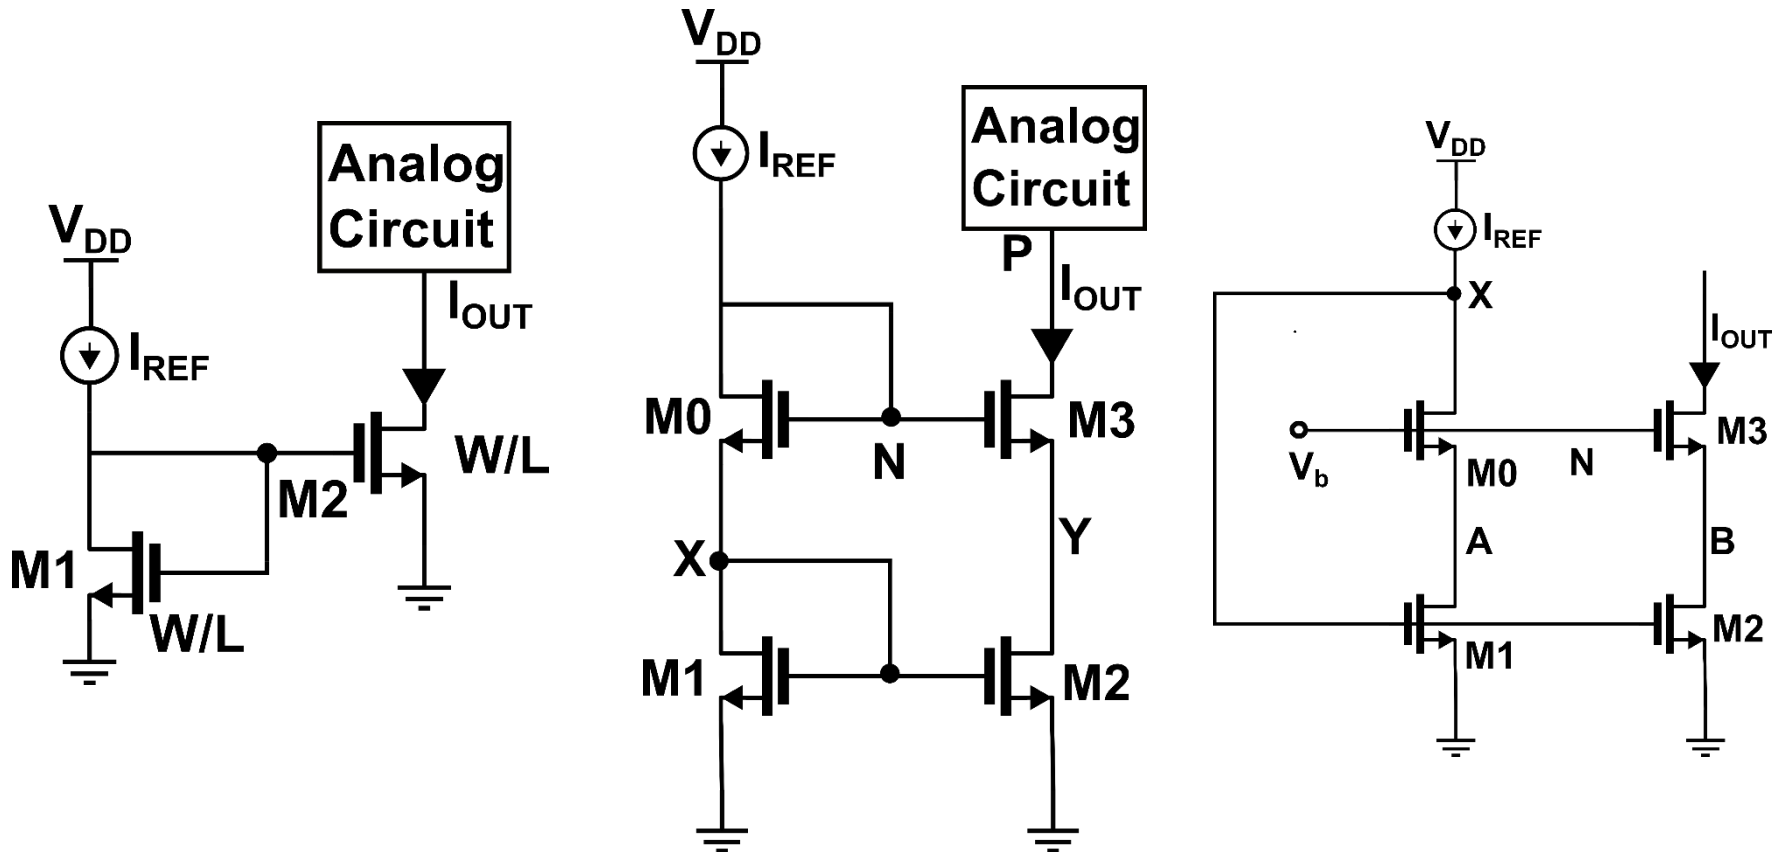 VDD
IREF
Analog
Circuit
IOUT
M2
W/L
M1
W/L
VDD
IREF
Analog
Circuit
P
IOUT
M0
M3
N
X
Y
M1
M2
VDD
IREF
X
IOUT
Vb
M0
N
M3
A
B
M1
M2